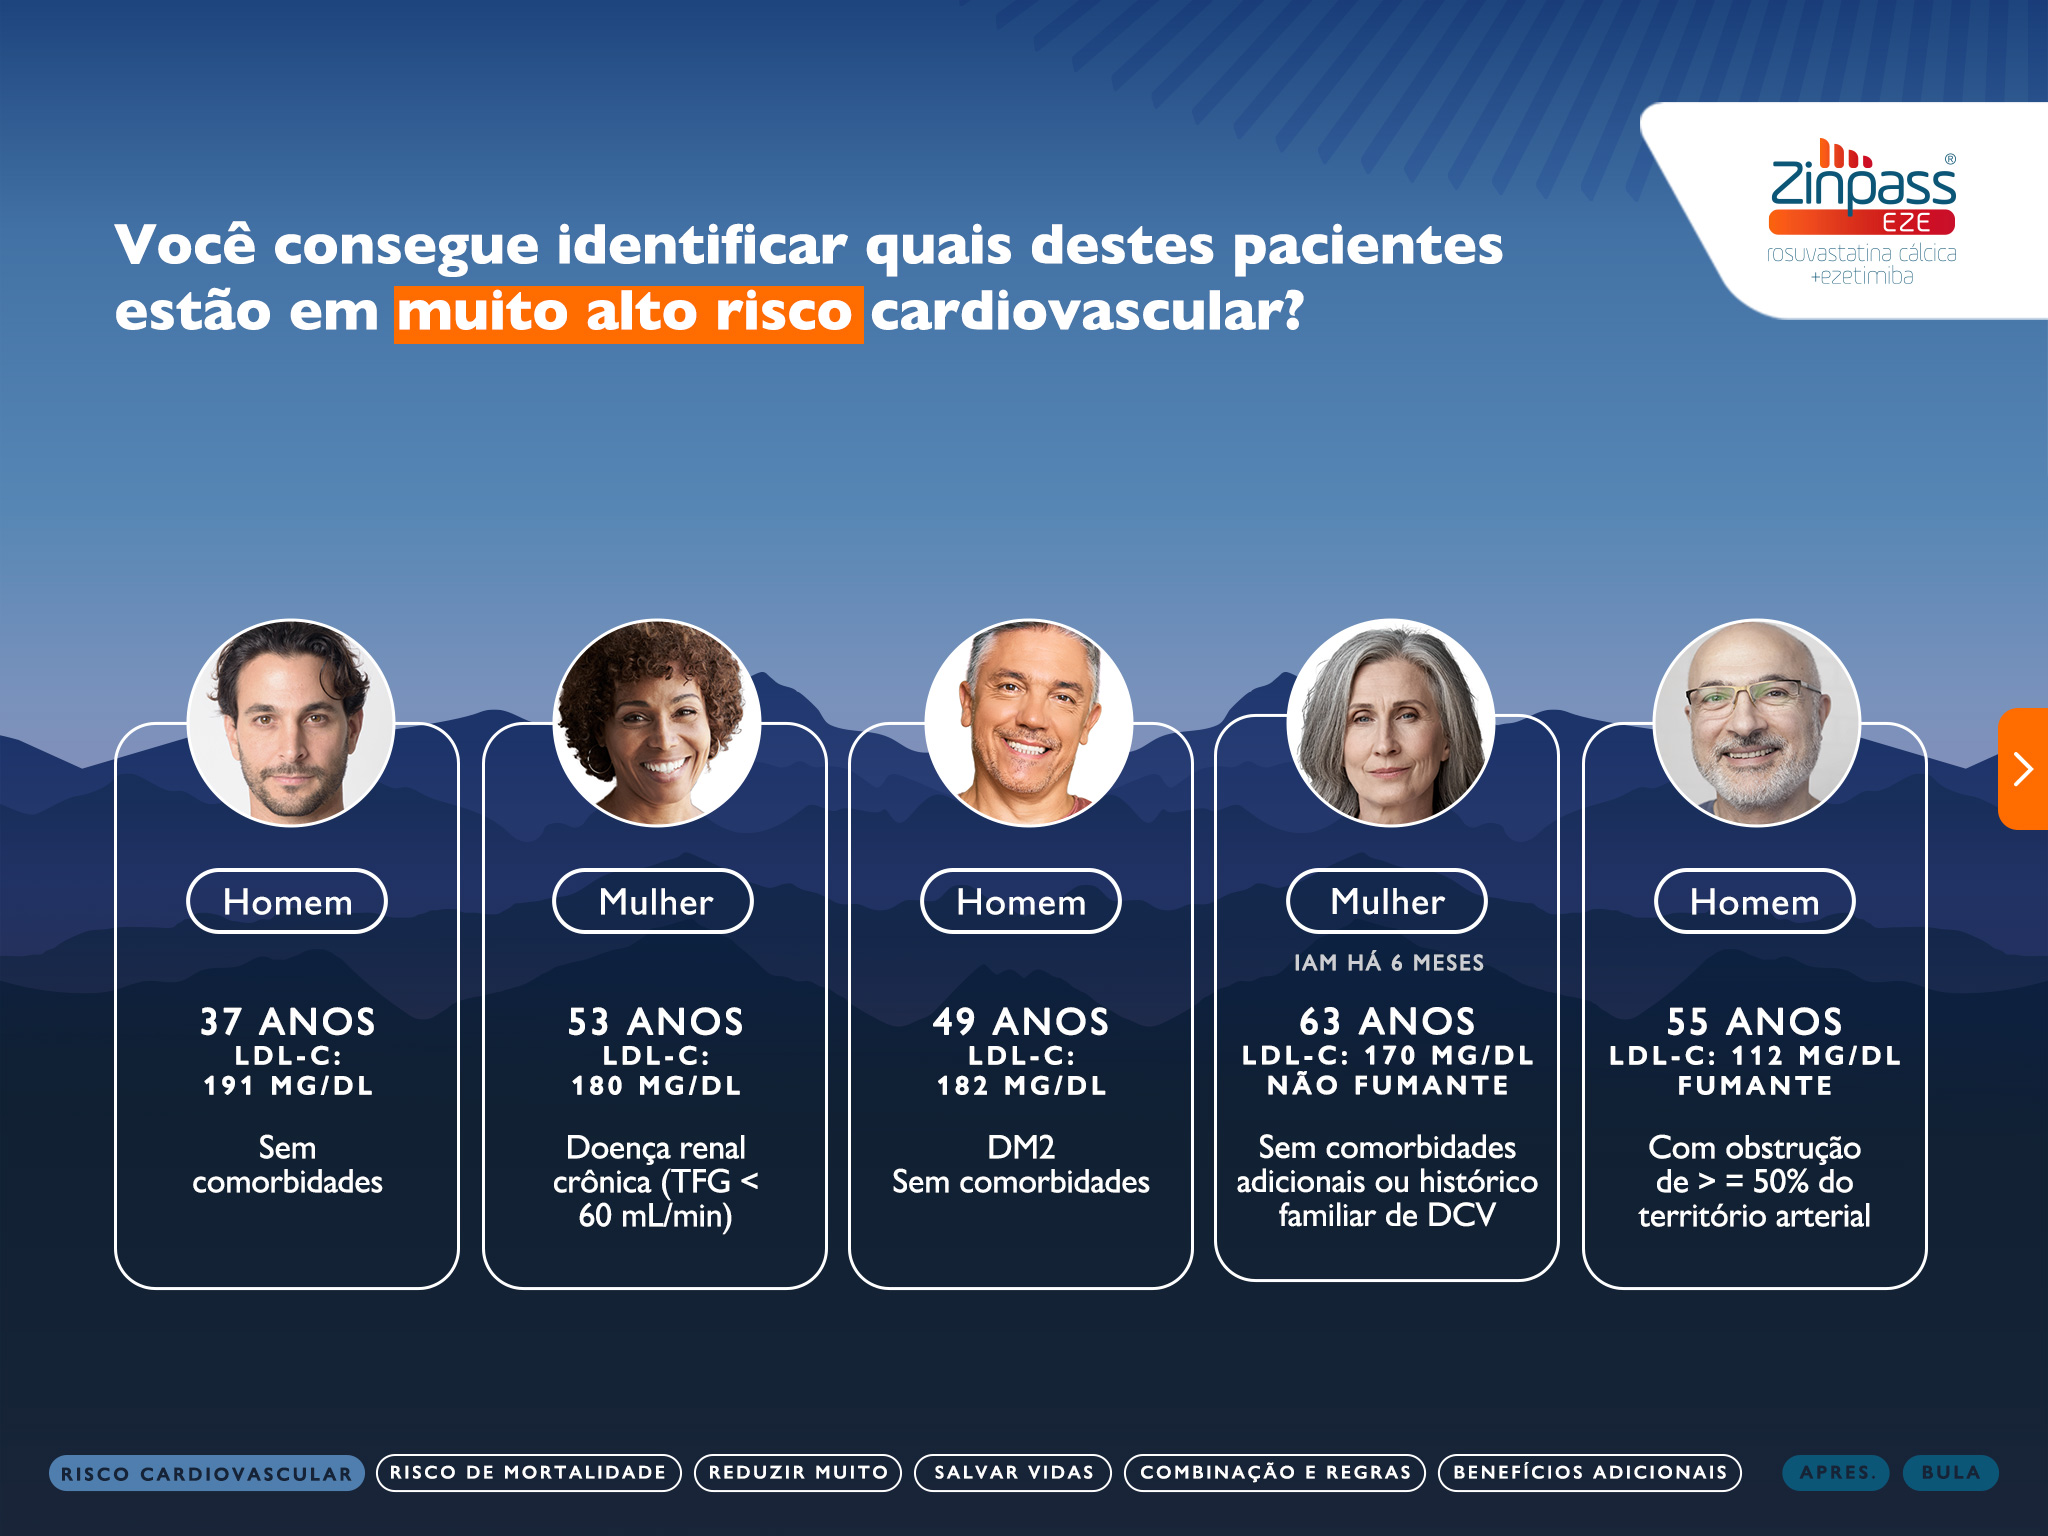 Você consegue identificar quais destes pacientes
estão em muito alto risco cardiovascular?
Zinpass®
EZE
rosuvastatina cálcica
+ezetimiba
Homem
37 ANOS
LDL-C:
191 MG/DL
Sem
comorbidades
Mulher
53 ANOS
LDL-C:
180 MG/DL
Doença renal
crônica (TFG <
60 mL/min)
Homem
49 ANOS
LDL-C:
182 MG/DL
DM2
Sem comorbidades
Mulher
IAM HÁ 6 MESES
63 ANOS
LDL-C: 170 MG/DL
NÃO FUMANTE
Sem comorbidades
adicionais ou histórico
familiar de DCV
Homem
55 ANOS
LDL-C: 112 MG/DL
FUMANTE
Com obstrução
de > = 50% do
território arterial
RISCO CARDIOVASCULAR
RISCO DE MORTALIDADE
REDUZIR MUITO
SALVAR VIDAS
COMBINAÇÃO E REGRAS
BENEFÍCIOS ADICIONAIS
APRES.
BULA